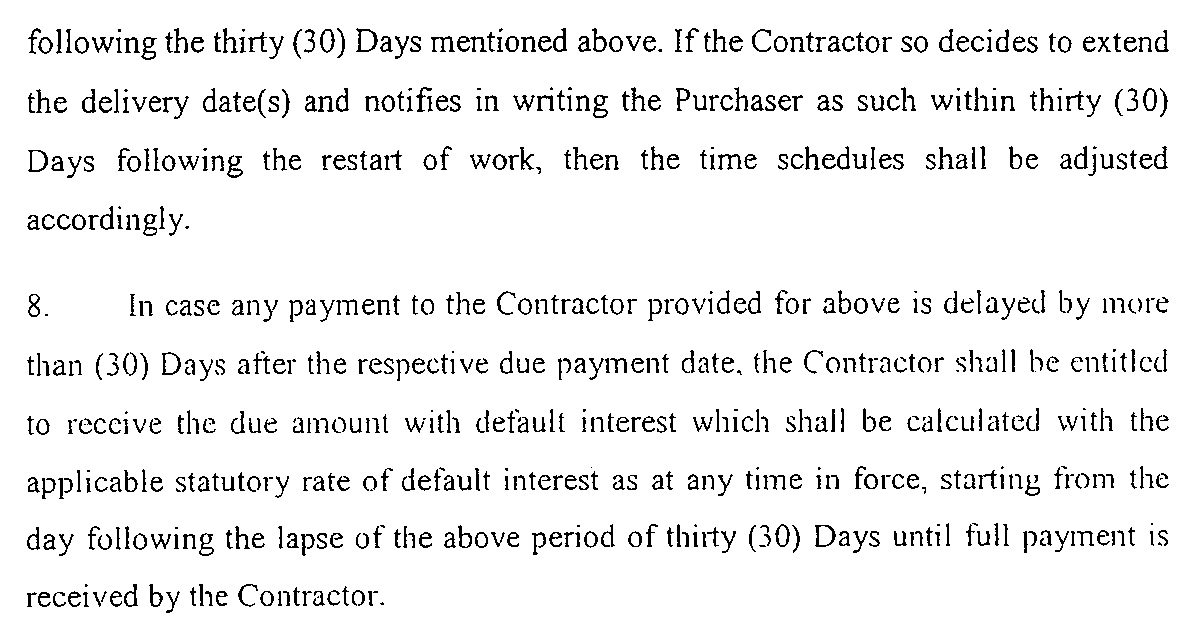 following the thirty (30) Days mentioned above. If the Contractor so decides to extend
the delivery date(s) and notifies in writing the Purchaser as such within thirty (30)
Days following the restart of work, then the time schedules shall be adjusted
accordingly.
8. In case any payment to the Contractor provided for above is delayed by more
than (30) Days after the respective due payment date, the Contractor shall be entitled
to receive the due amount with default interest which shall be calculated with the
applicable statutory rate of default interest as at any time in force, starting from the
day following the lapse of the above period of thirty (30) Days until full payment is
received by the Contractor.